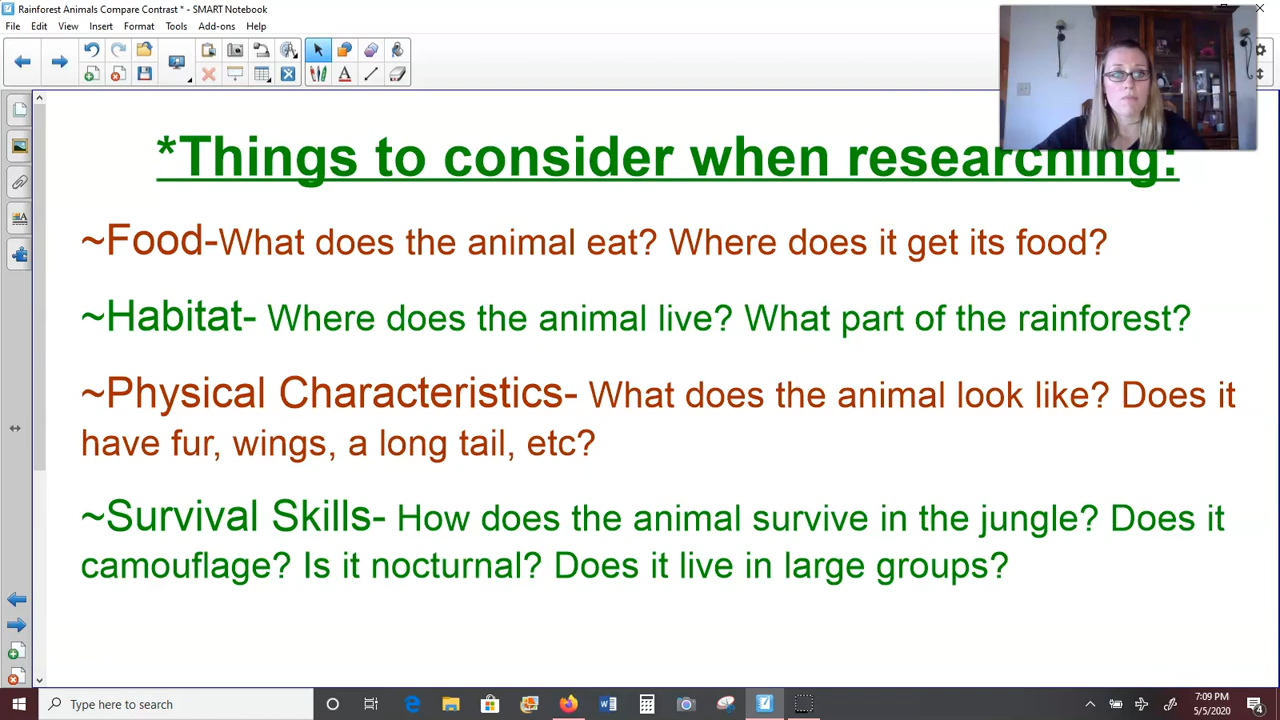 Rainforest Animals Compare Contrast * - SMART Notebook
File Edit View Insert Format Tools Add-ons Help
*Things to consider when researching:
~Food-What does the animal eat? Where does it get its food?
~Habitat- Where does the animal live? What part of the rainforest?
~Physical Characteristics- What does the animal look like? Does it
have fur, wings, a long tail, etc?
~Survival Skills- How does the animal survive in the jungle? Does it
camouflage? Is it nocturnal? Does it live in large groups?
Type here to search
7:09 PM
5/5/2020
4